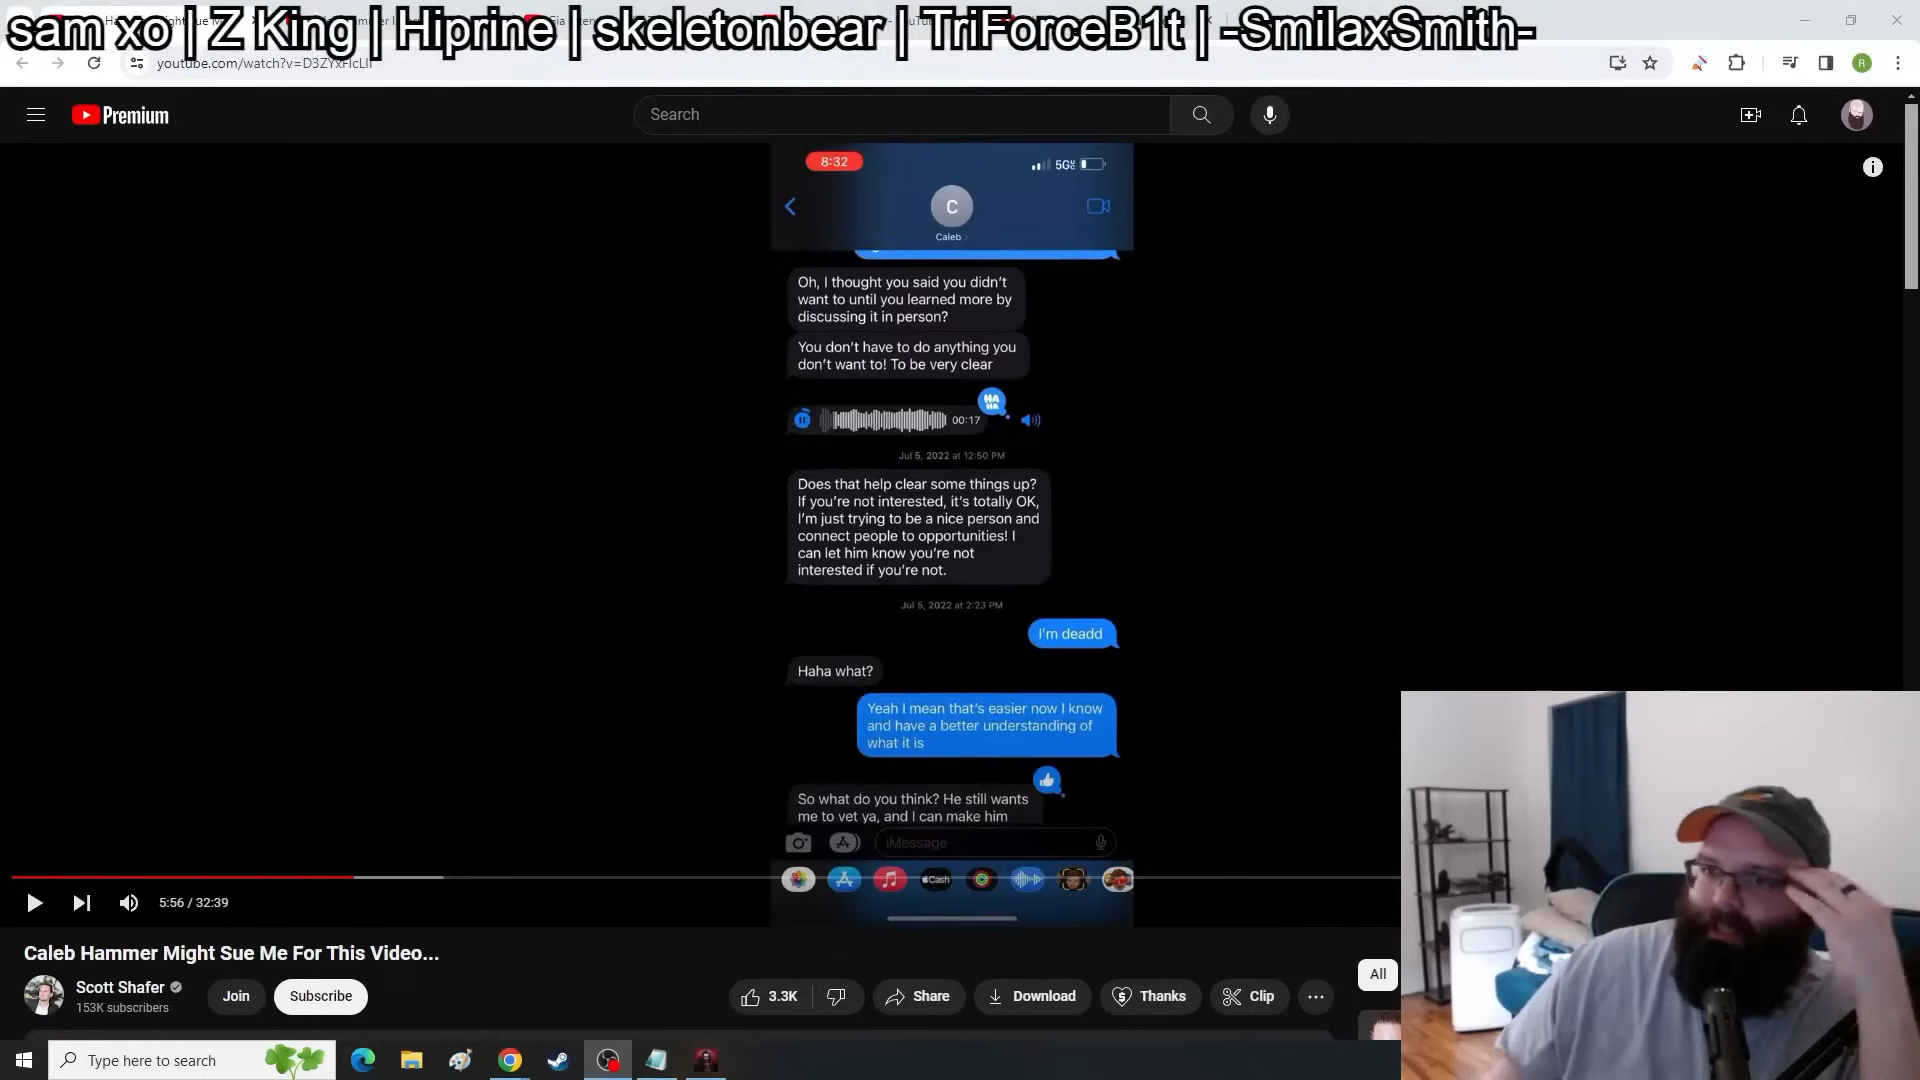 sam xo | Z King | Hiprine | skeletonbear | TriForceB1t | -SmilaxSmith-
Premium
Search
8:32
5G
C
Caleb
Oh, I thought you said you didn't
want to until you learned more by
discussing it in person?
You don't have to do anything you
don't want to! To be very clear
HA
HA
00:17
Jul 5, 2022 at 12:50 PM
Does that help clear some things up?
If you're not interested, it's totally OK,
I'm just trying to be a nice person and
connect people to opportunities! I
can let him know you're not
interested if you're not.
Jul 5, 2022 at 2:23 PM
I'm deadd
Haha what?
Yeah I mean that's easier now I know
and have a better understanding of
what it is
So what do you think? He still wants
me to vet ya, and I can make him
iMessage
Cash
5:56 / 32:39
Caleb Hammer Might Sue Me For This Video...
Scott Shafer
153K subscribers
Join
Subscribe
3.3K
Share
Download
Thanks
Clip
All
Type here to search
R